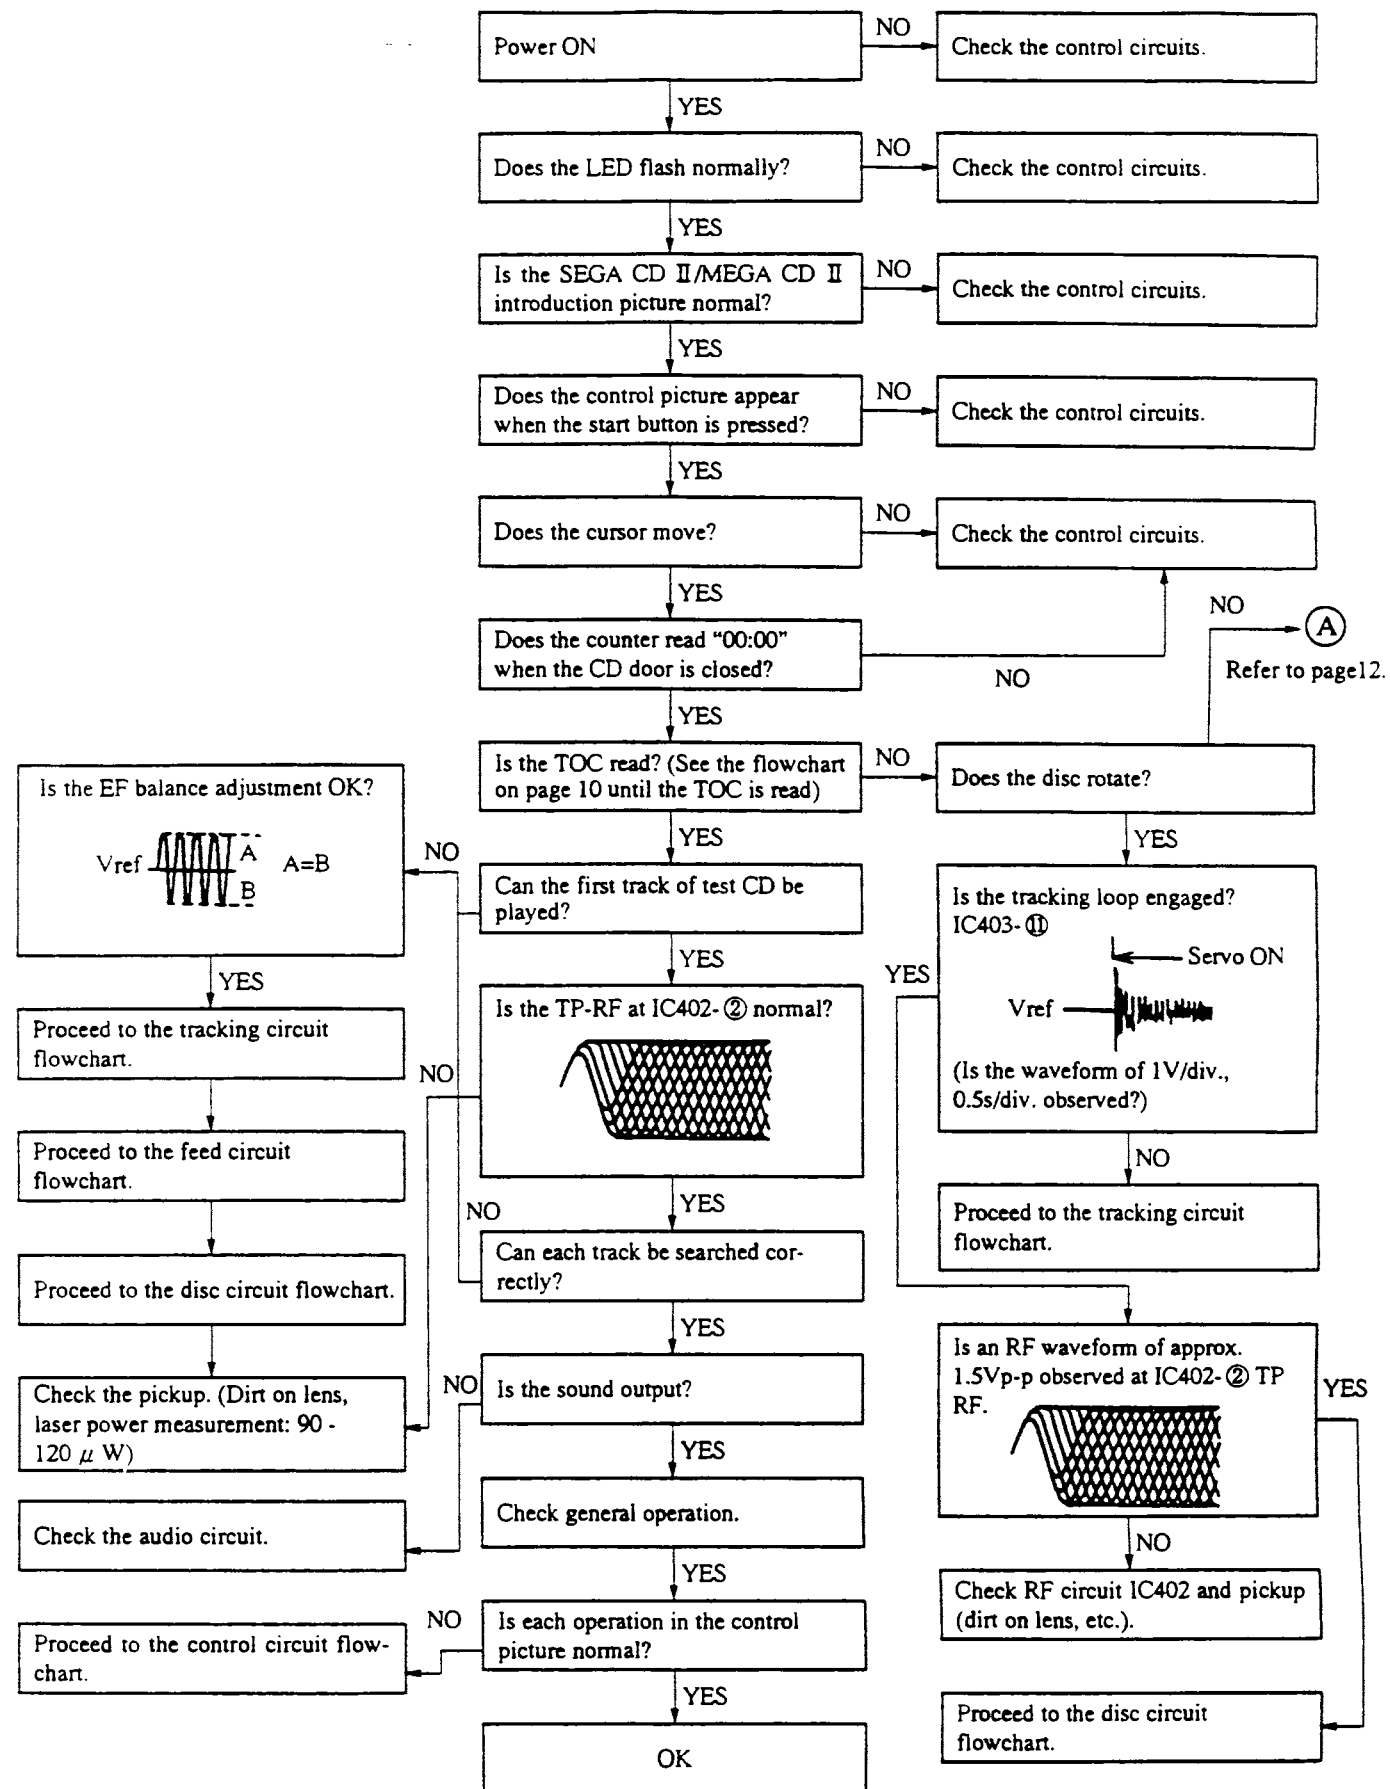 Power ON
NO
Check the control circuits.
YES
Does the LED flash normally?
NO
Check the control circuits.
YES
Is the SEGA CD II/MEGA CD II
introduction picture normal?
NO
Check the control circuits.
YES
Does the control picture appear
when the start button is pressed?
NO
Check the control circuits.
YES
Does the cursor move?
NO
Check the control circuits.
YES
Does the counter read “00:00”
when the CD door is closed?
NO
YES
Is the TOC read? (See the flowchart
on page 10 until the TOC is read)
NO
Does the disc rotate?
NO
A
Refer to page12.
YES
Is the tracking loop engaged?
IC403-⑪
Servo ON
Vref
(Is the waveform of 1V/div.,
0.5s/div. observed?)
NO
Proceed to the tracking circuit
flowchart.
YES
Is an RF waveform of approx.
1.5Vp-p observed at IC402-② TP
RF.
YES
NO
Check RF circuit IC402 and pickup
(dirt on lens, etc.).
Proceed to the disc circuit
flowchart.
YES
Can the first track of test CD be
played?
NO
Is the EF balance adjustment OK?
Vref
A
B
A=B
YES
Proceed to the tracking circuit
flowchart.
Proceed to the feed circuit
flowchart.
Proceed to the disc circuit flowchart.
Check the pickup. (Dirt on lens,
laser power measurement: 90 -
120 μ W)
YES
Is the TP-RF at IC402-② normal?
NO
YES
Can each track be searched cor-
rectly?
NO
YES
Is the sound output?
NO
Check the audio circuit.
YES
Check general operation.
YES
Is each operation in the control
picture normal?
NO
Proceed to the control circuit flow-
chart.
YES
OK